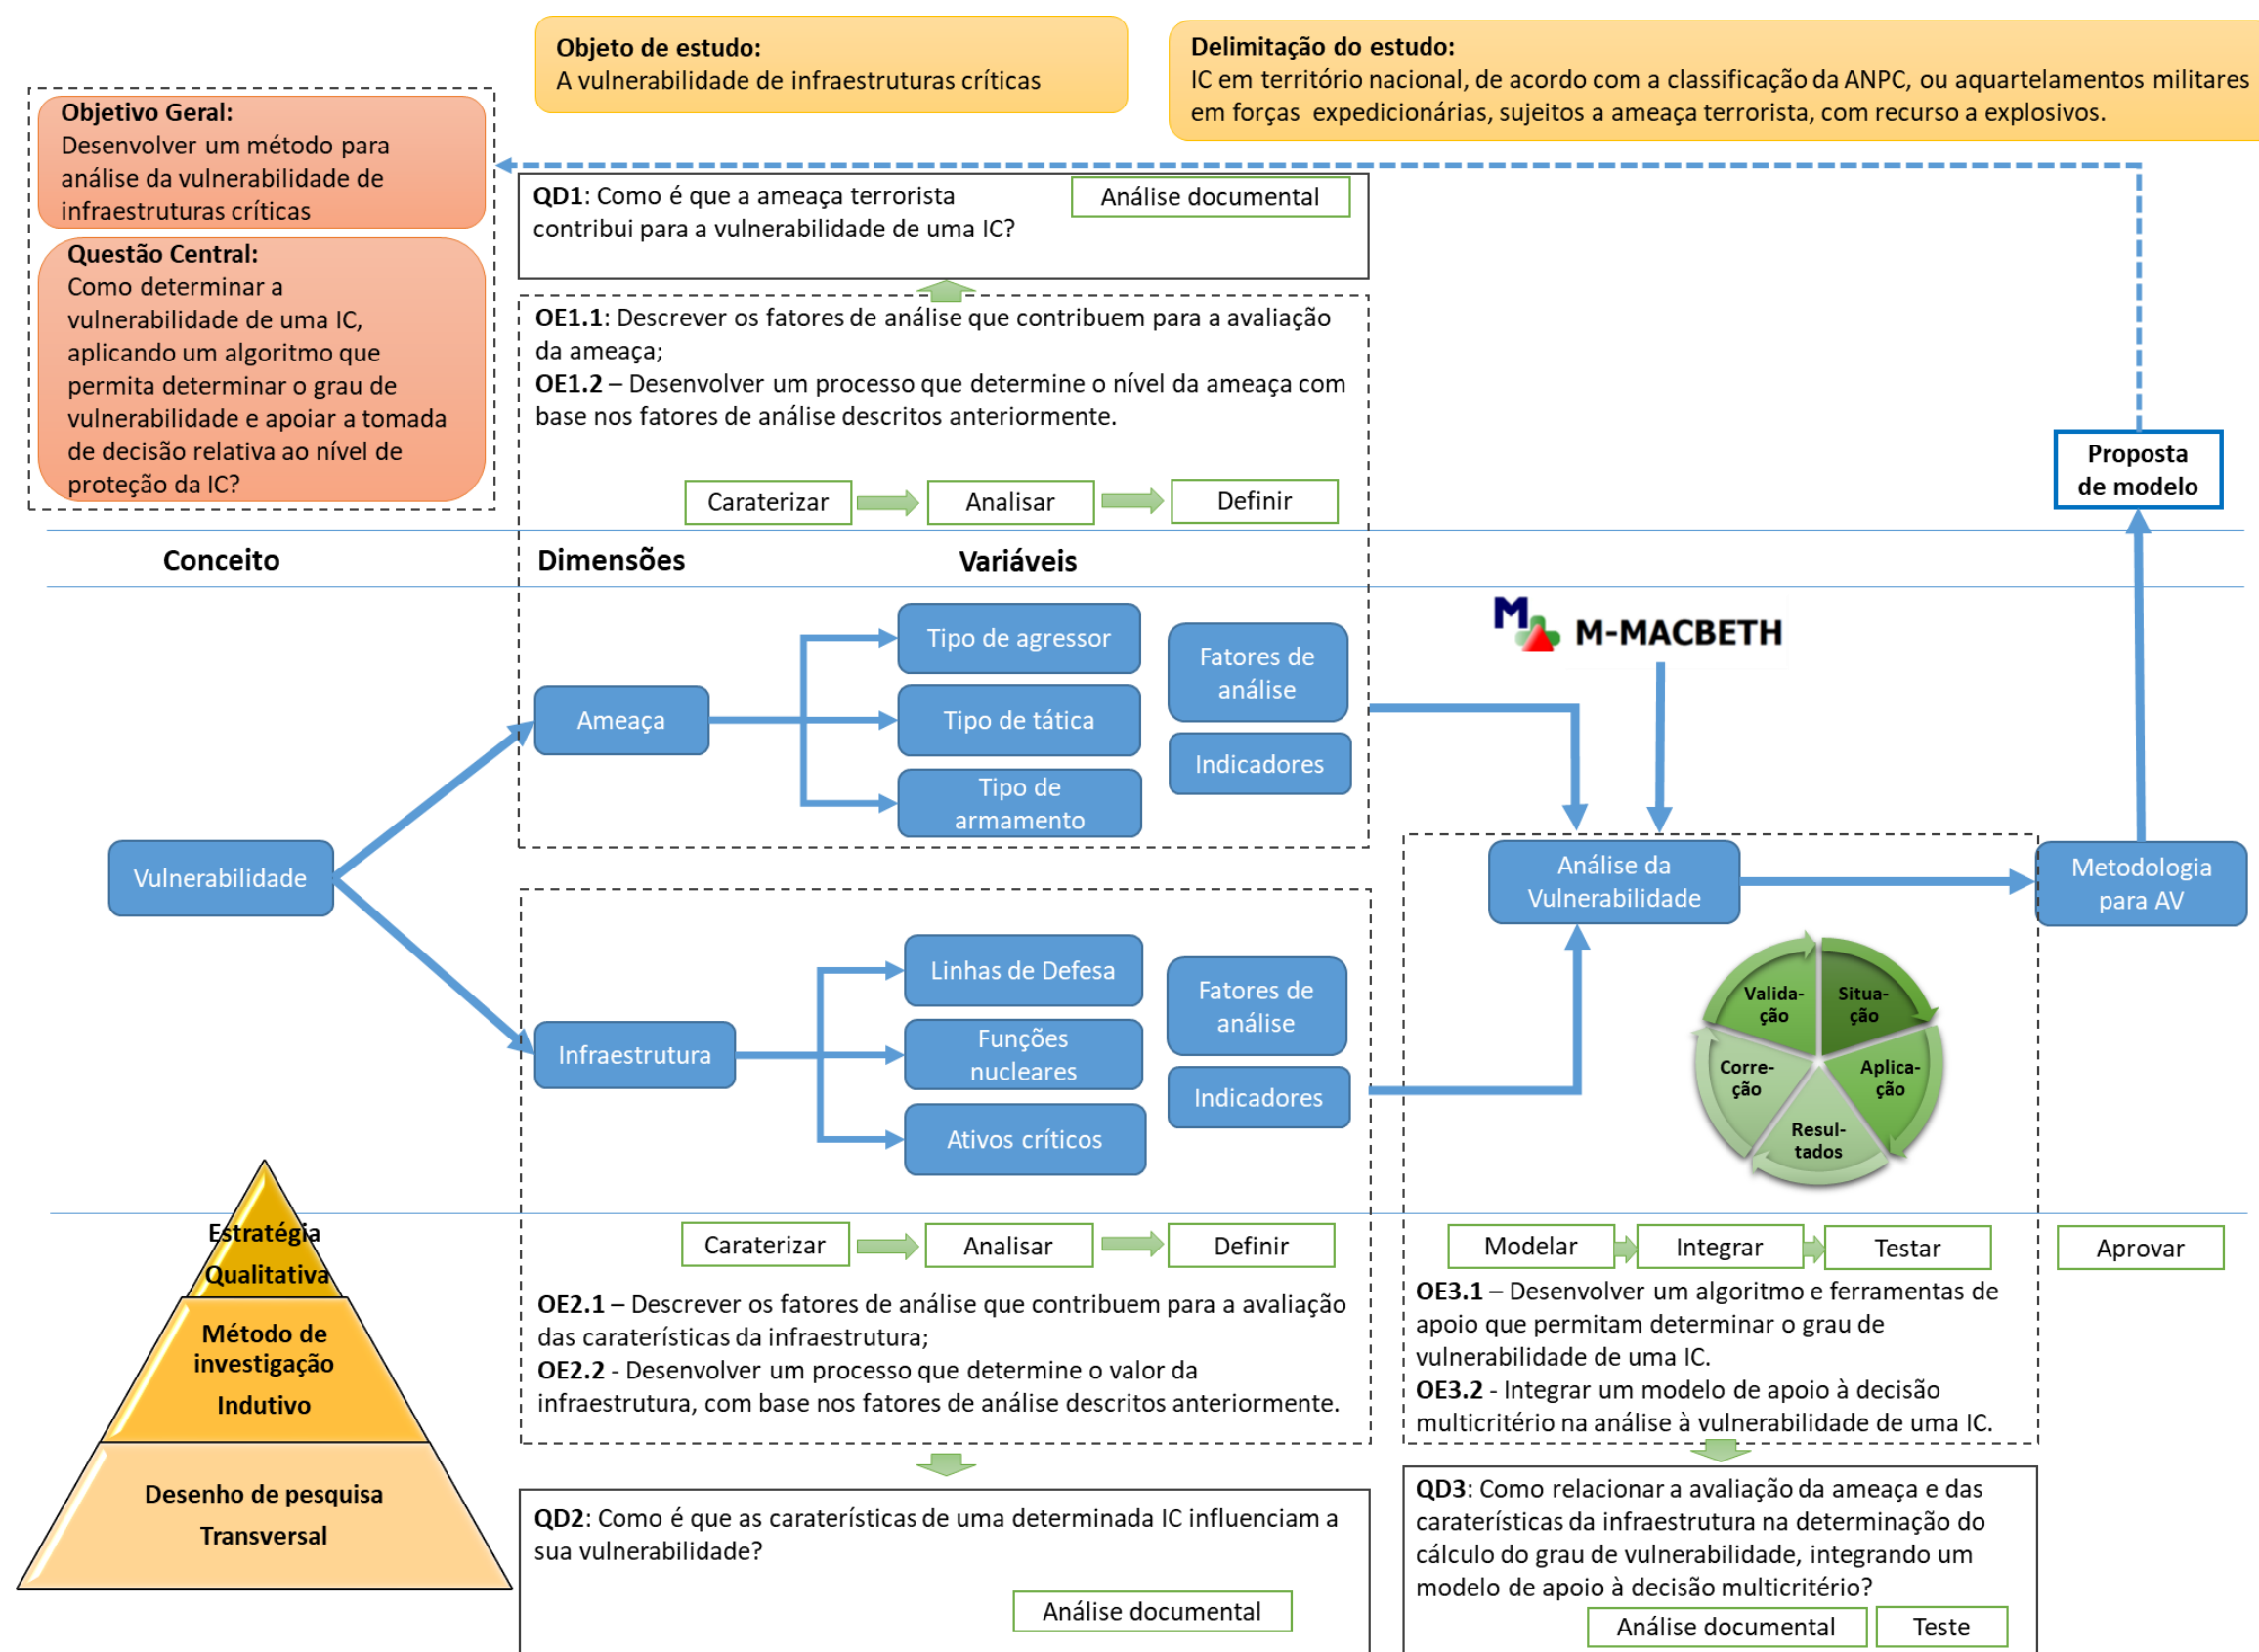 Objeto de estudo:
A vulnerabilidade de infraestruturas críticas
Delimitação do estudo:
IC em território nacional, de acordo com a classificação da ANPC, ou aquartelamentos militares
em forças expedicionárias, sujeitos a ameaça terrorista, com recurso a explosivos.
Objetivo Geral:
Desenvolver um método para
análise da vulnerabilidade de
infraestruturas críticas
Questão Central:
Como determinar a
vulnerabilidade de uma IC,
aplicando um algoritmo que
permita determinar o grau de
vulnerabilidade e apoiar a tomada
de decisão relativa ao nível de
proteção da IC?
QD1: Como é que a ameaça terrorista
contribui para a vulnerabilidade de uma IC?
Análise documental
OE1.1: Descrever os fatores de análise que contribuem para a avaliação
da ameaça;
OE1.2 – Desenvolver um processo que determine o nível da ameaça com
base nos fatores de análise descritos anteriormente.
Caraterizar
Analisar
Definir
Proposta
de modelo
Conceito
Dimensões
Variáveis
Vulnerabilidade
Ameaça
Tipo de agressor
Tipo de tática
Tipo de
armamento
Fatores de
análise
Indicadores
M M-MACBETH
Infraestrutura
Linhas de Defesa
Funções
nucleares
Ativos críticos
Fatores de
análise
Indicadores
Análise da
Vulnerabilidade
Metodologia
para AV
Valida-
ção
Situa-
ção
Aplica-
ção
Resul-
tados
Corre-
ção
Estratégia
Qualitativa
Método de
investigação
Indutivo
Desenho de pesquisa
Transversal
Caraterizar
Analisar
Definir
OE2.1 – Descrever os fatores de análise que contribuem para a avaliação
das caraterísticas da infraestrutura;
OE2.2 - Desenvolver um processo que determine o valor da
infraestrutura, com base nos fatores de análise descritos anteriormente.
QD2: Como é que as caraterísticas de uma determinada IC influenciam a
sua vulnerabilidade?
Análise documental
Modelar
Integrar
Testar
Aprovar
OE3.1 – Desenvolver um algoritmo e ferramentas de
apoio que permitam determinar o grau de
vulnerabilidade de uma IC.
OE3.2 - Integrar um modelo de apoio à decisão
multicritério na análise à vulnerabilidade de uma IC.
QD3: Como relacionar a avaliação da ameaça e das
caraterísticas da infraestrutura na determinação do
cálculo do grau de vulnerabilidade, integrando um
modelo de apoio à decisão multicritério?
Análise documental
Teste